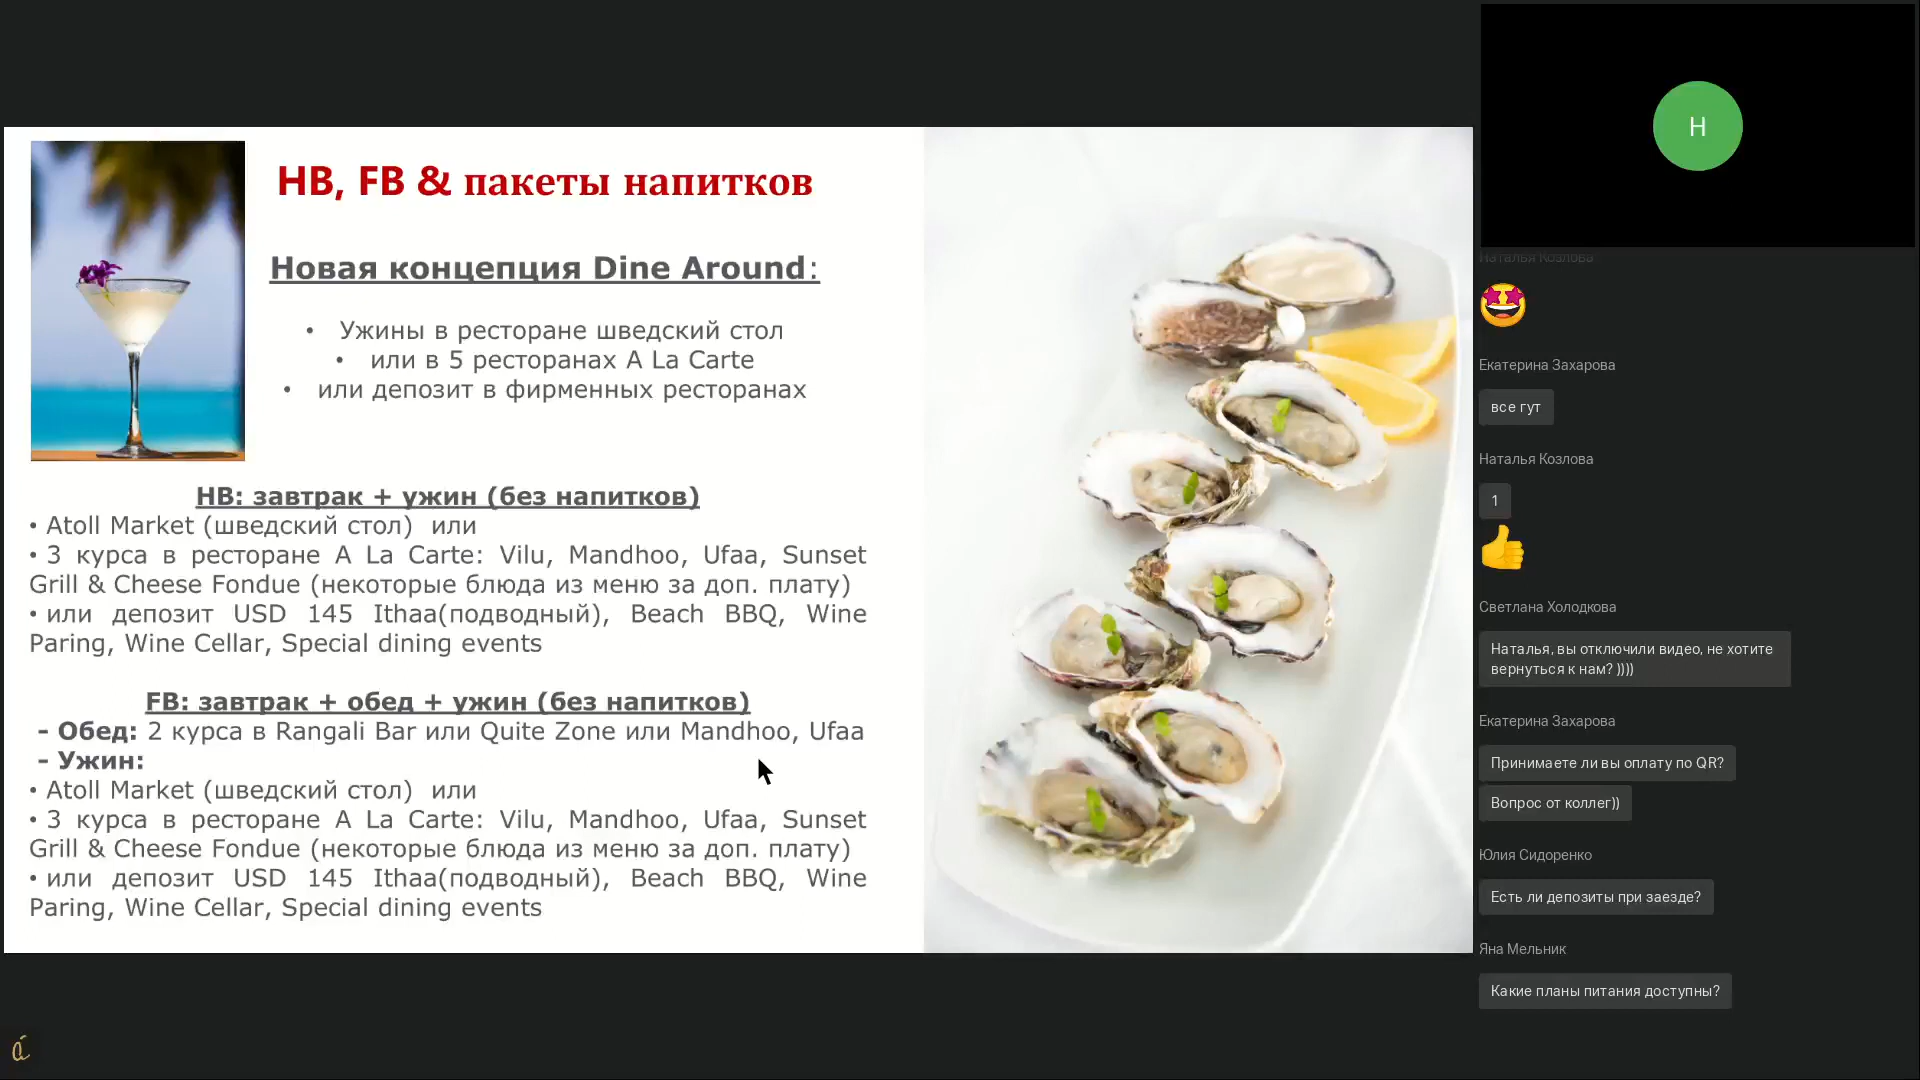 HB, FB & пакеты напитков
Новая концепция Dine Around:
• Ужины в ресторане шведский стол
• или в 5 ресторанах A La Carte
• или депозит в фирменных ресторанах
HB: завтрак + ужин (без напитков)
• Atoll Market (шведский стол) или
• 3 курса в ресторане A La Carte: Vilu, Mandhoo, Ufaa, Sunset
Grill & Cheese Fondue (некоторые блюда из меню за доп. плату)
• или депозит USD 145 Ithaa(подводный), Beach BBQ, Wine
Paring, Wine Cellar, Special dining events
FB: завтрак + обед + ужин (без напитков)
- Обед: 2 курса в Rangali Bar или Quite Zone или Mandhoo, Ufaa
- Ужин:
• Atoll Market (шведский стол) или
• 3 курса в ресторане A La Carte: Vilu, Mandhoo, Ufaa, Sunset
Grill & Cheese Fondue (некоторые блюда из меню за доп. плату)
• или депозит USD 145 Ithaa(подводный), Beach BBQ, Wine
Paring, Wine Cellar, Special dining events
á
Н
Наталья Козлова
Екатерина Захарова
все гут
Наталья Козлова
1
Светлана Холодкова
Наталья, вы отключили видео, не хотите
вернуться к нам? ))))
Екатерина Захарова
Принимаете ли вы оплату по QR?
Вопрос от коллег))
Юлия Сидоренко
Есть ли депозиты при заезде?
Яна Мельник
Какие планы питания доступны?